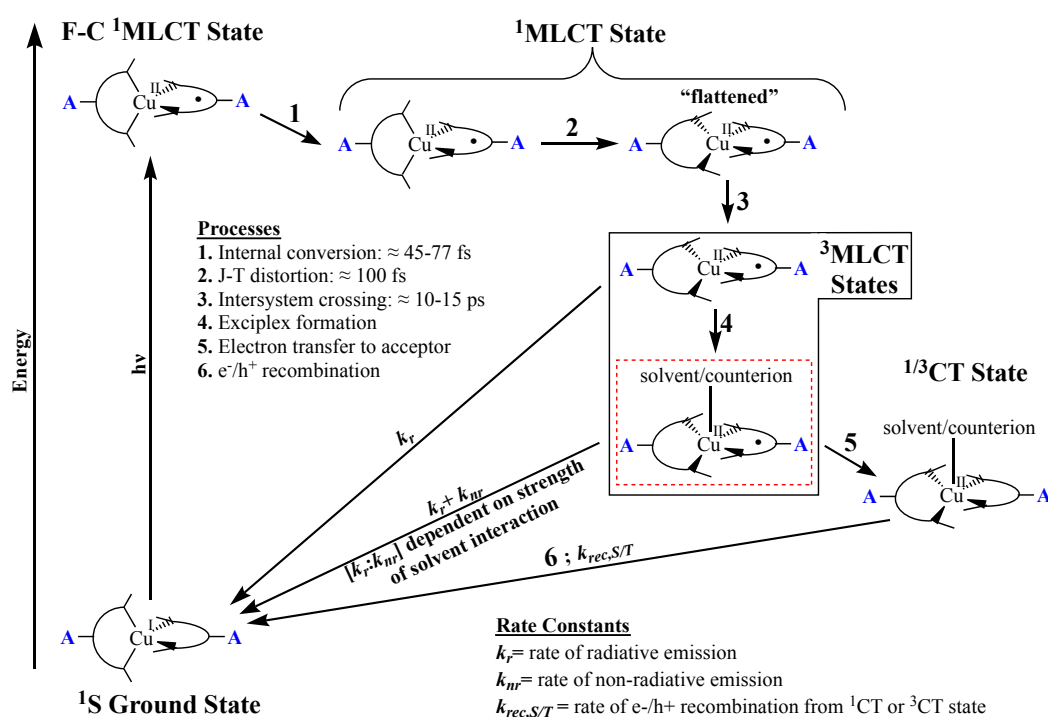 F-C ¹MLCT State
¹MLCT State
A
II
Cu
•
A
1
A
II
Cu
•
A
2
"flattened"
A
II
Cu
•
A
3
Processes
1. Internal conversion: ≈ 45-77 fs
2. J-T distortion: ≈ 100 fs
3. Intersystem crossing: ≈ 10-15 ps
4. Exciplex formation
5. Electron transfer to acceptor
6. e⁻/h⁺ recombination
Energy
hν
A
II
Cu
•
A
³MLCT
States
4
solvent/counterion
A
II
Cu
•
A
5
¹/³CT State
solvent/counterion
A
II
Cu
A
kᵣ
kᵣ+ kₙᵣ
[kᵣ:kₙᵣ] dependent on strength
of solvent interaction
6 ; k_rec,S/T
A
I
Cu
A
¹S Ground State
Rate Constants
kᵣ= rate of radiative emission
kₙᵣ = rate of non-radiative emission
k_rec,S/T = rate of e-/h+ recombination from ¹CT or ³CT state